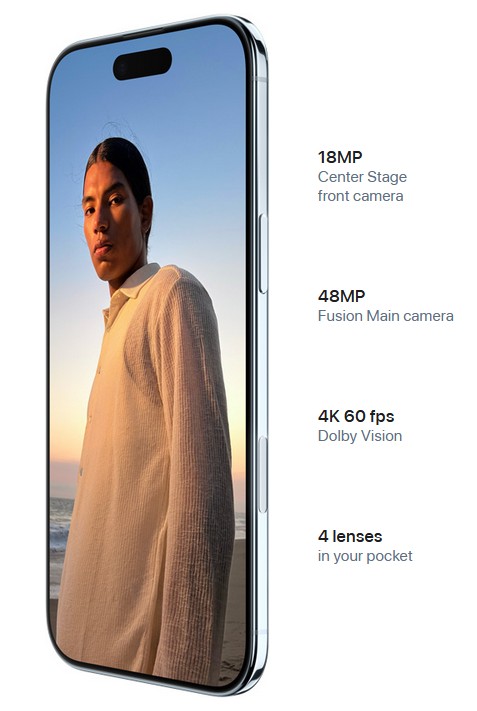 18MP
Center Stage
front camera
48MP
Fusion Main camera
4K 60 fps
Dolby Vision
4 lenses
in your pocket